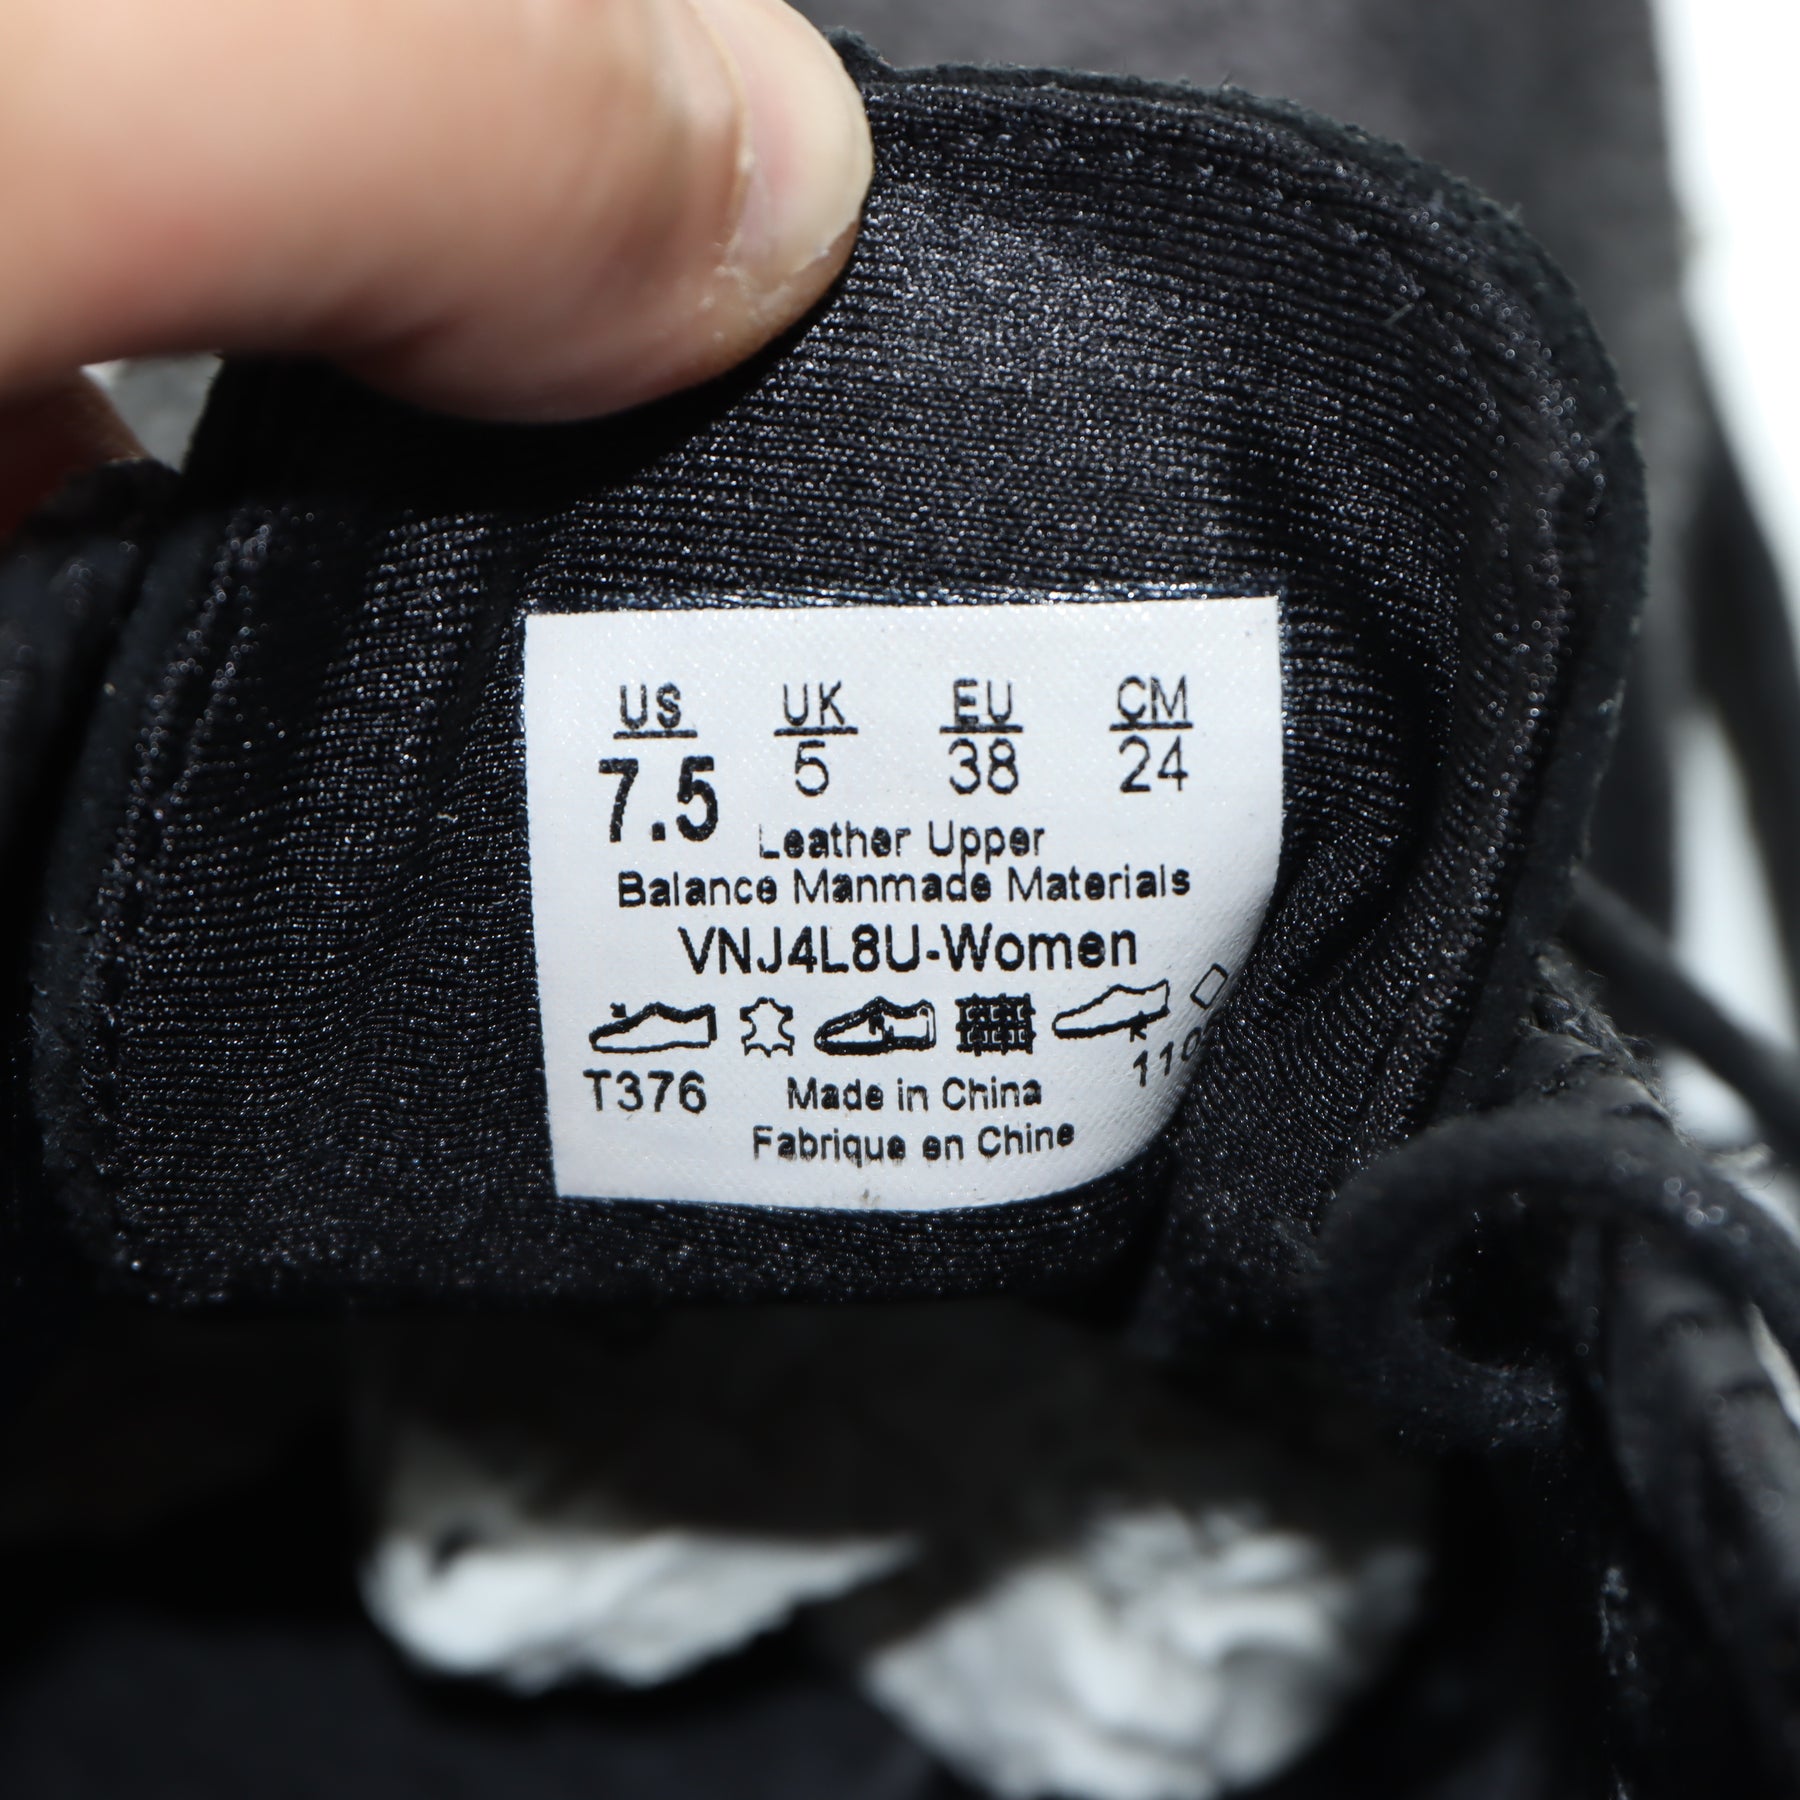 US UK EU CM
7.5 5 38 24
Leather Upper
Balance Manmade Materials
VNJ4L8U-Women
T376 Made in China
Fabrique en Chine